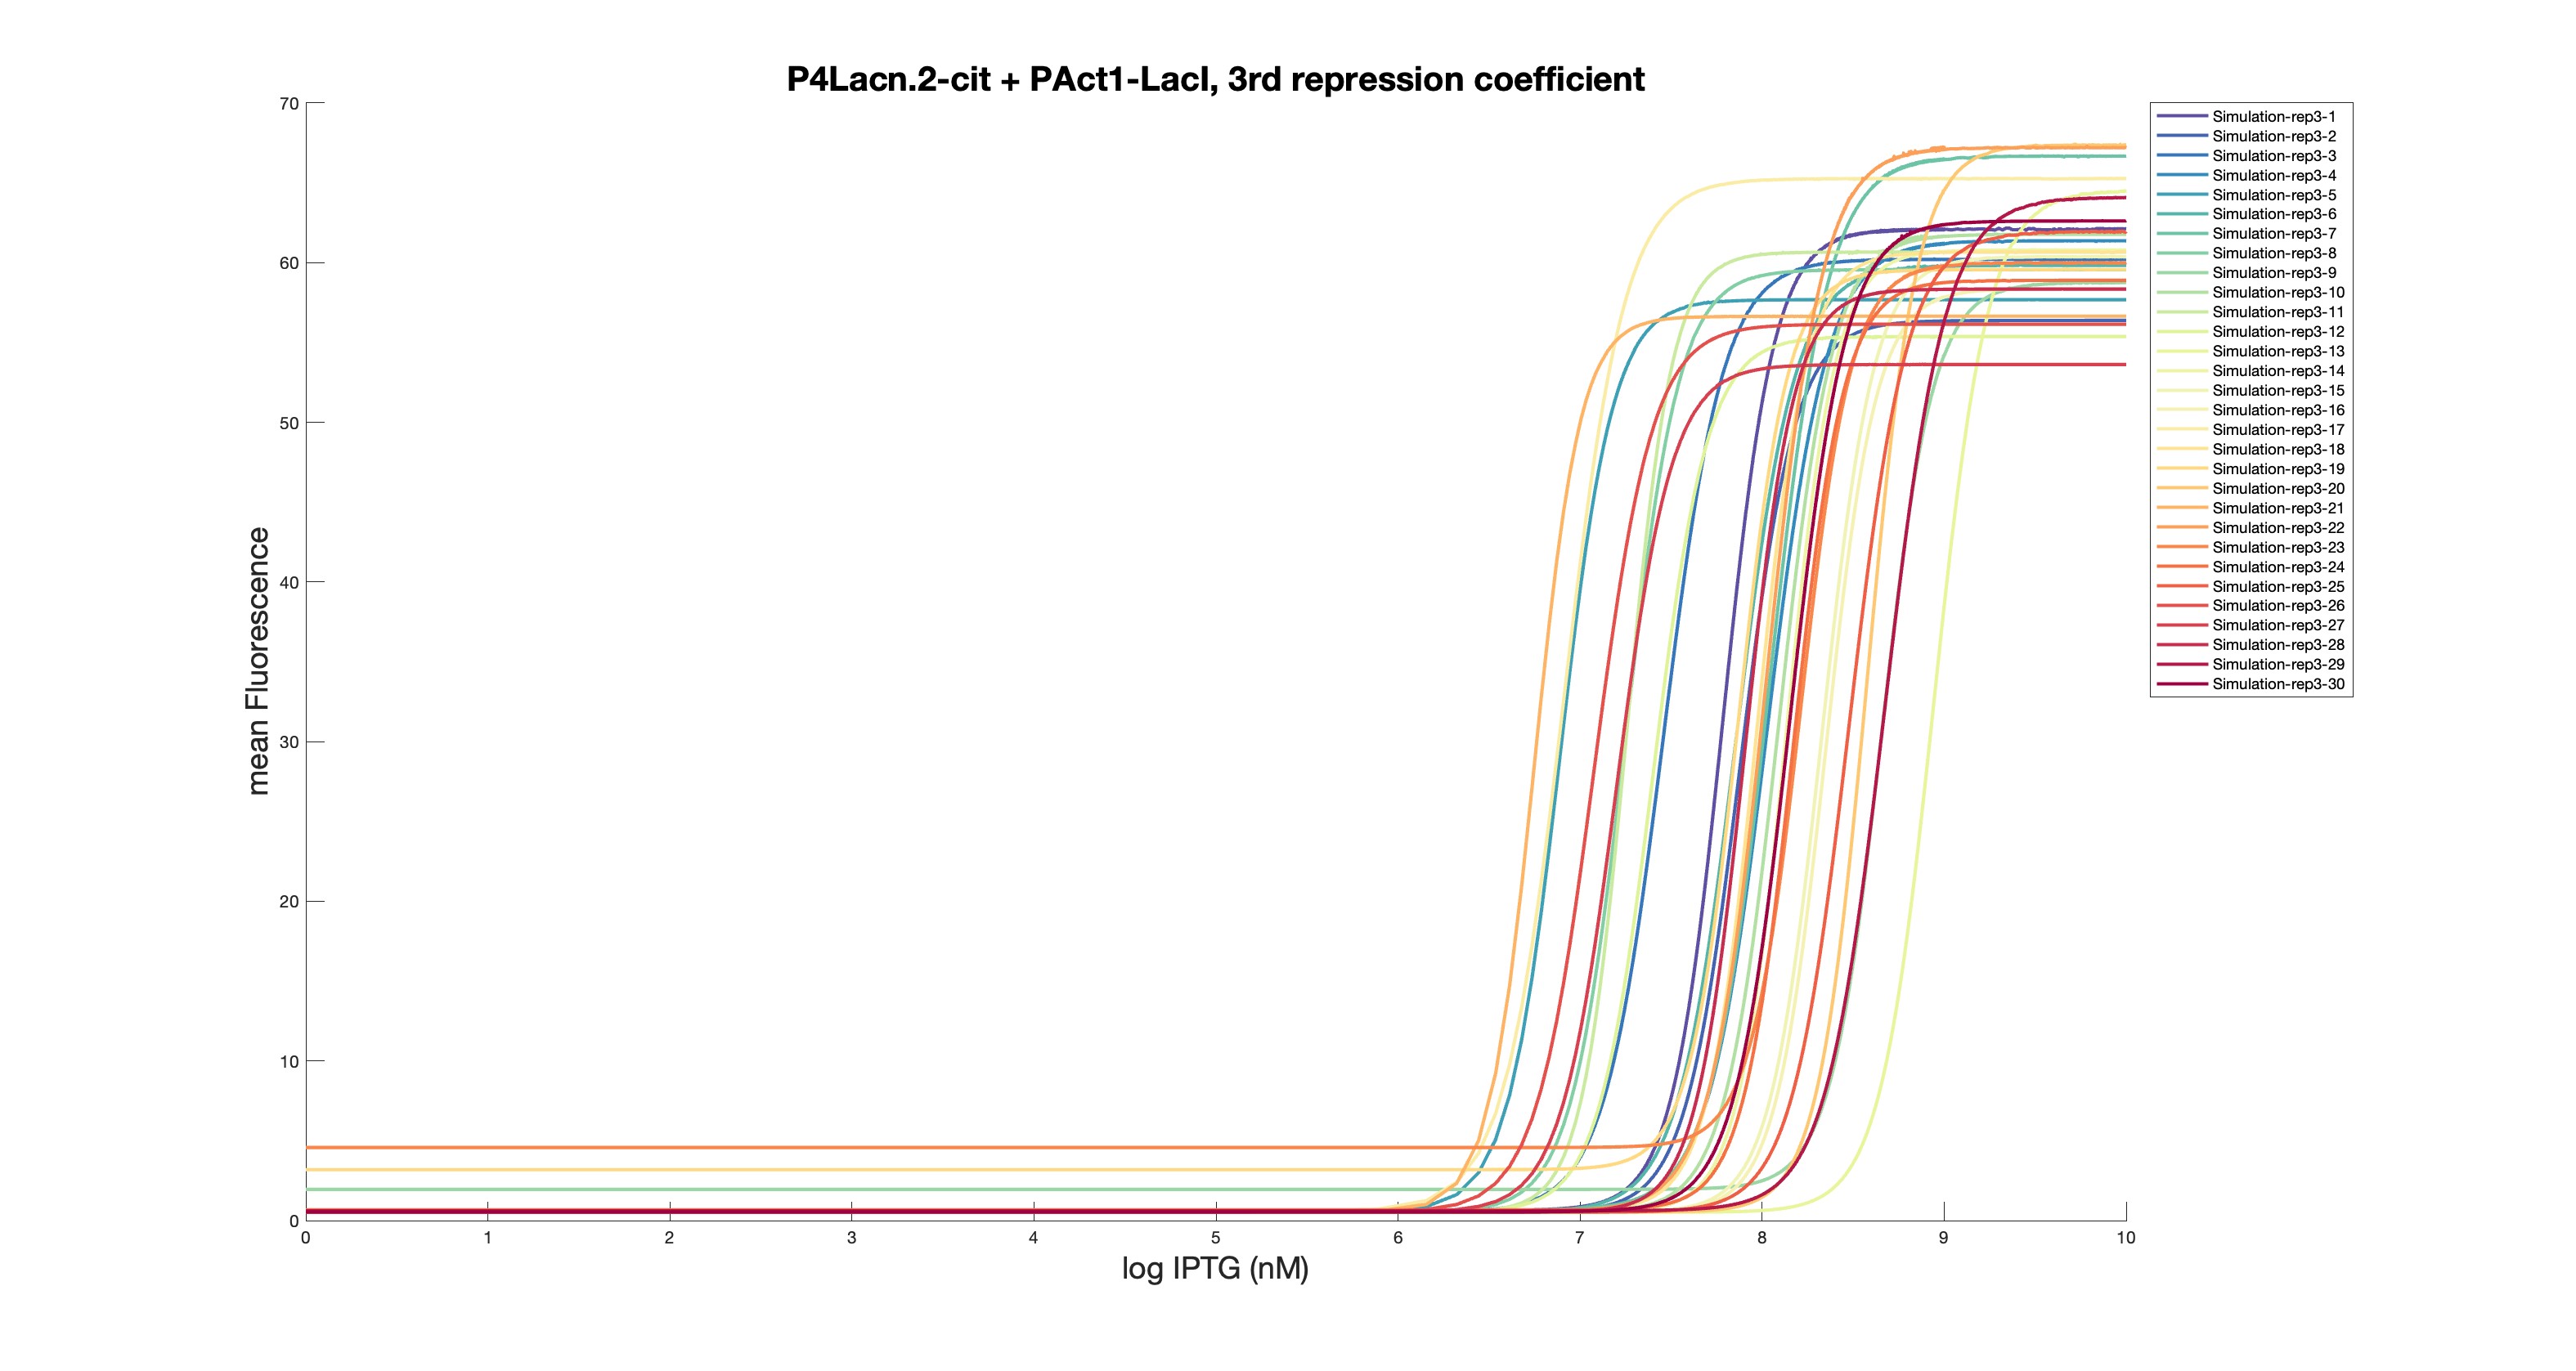 P4Lacn.2-cit + PAct1-LacI, 3rd repression coefficient
70
60
50
40
30
20
10
0
mean Fluorescence
0 1 2 3 4 5 6 7 8 9 10
log IPTG (nM)
Simulation-rep3-1
Simulation-rep3-2
Simulation-rep3-3
Simulation-rep3-4
Simulation-rep3-5
Simulation-rep3-6
Simulation-rep3-7
Simulation-rep3-8
Simulation-rep3-9
Simulation-rep3-10
Simulation-rep3-11
Simulation-rep3-12
Simulation-rep3-13
Simulation-rep3-14
Simulation-rep3-15
Simulation-rep3-16
Simulation-rep3-17
Simulation-rep3-18
Simulation-rep3-19
Simulation-rep3-20
Simulation-rep3-21
Simulation-rep3-22
Simulation-rep3-23
Simulation-rep3-24
Simulation-rep3-25
Simulation-rep3-26
Simulation-rep3-27
Simulation-rep3-28
Simulation-rep3-29
Simulation-rep3-30